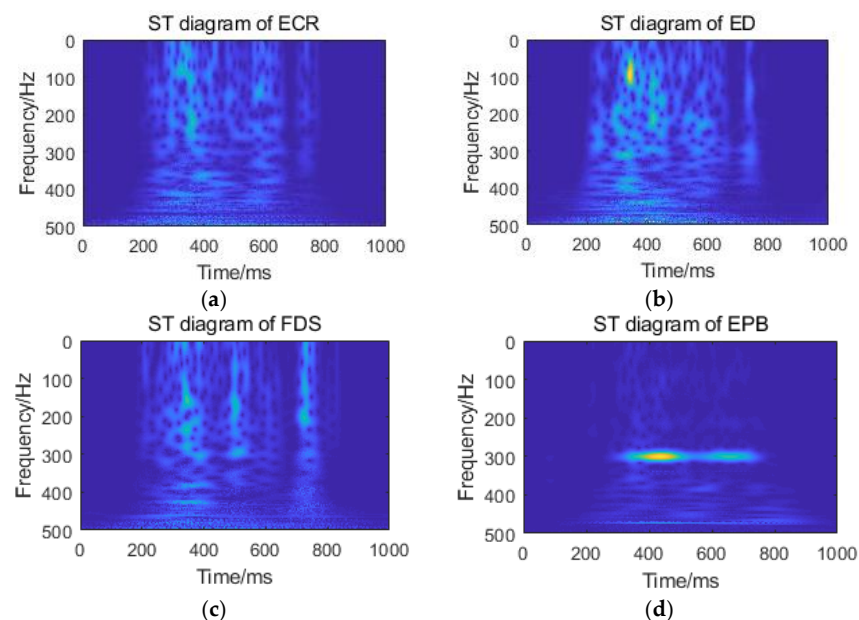 ST diagram of ECR
ST diagram of ED
0
100
200
300
400
500
Frequency/Hz
0 200 400 600 800 1000
Time/ms
0
100
200
300
400
500
Frequency/Hz
0 200 400 600 800 1000
Time/ms
(a)
(b)
ST diagram of FDS
ST diagram of EPB
0
100
200
300
400
500
Frequency/Hz
0 200 400 600 800 1000
Time/ms
0
100
200
300
400
500
Frequency/Hz
0 200 400 600 800 1000
Time/ms
(c)
(d)